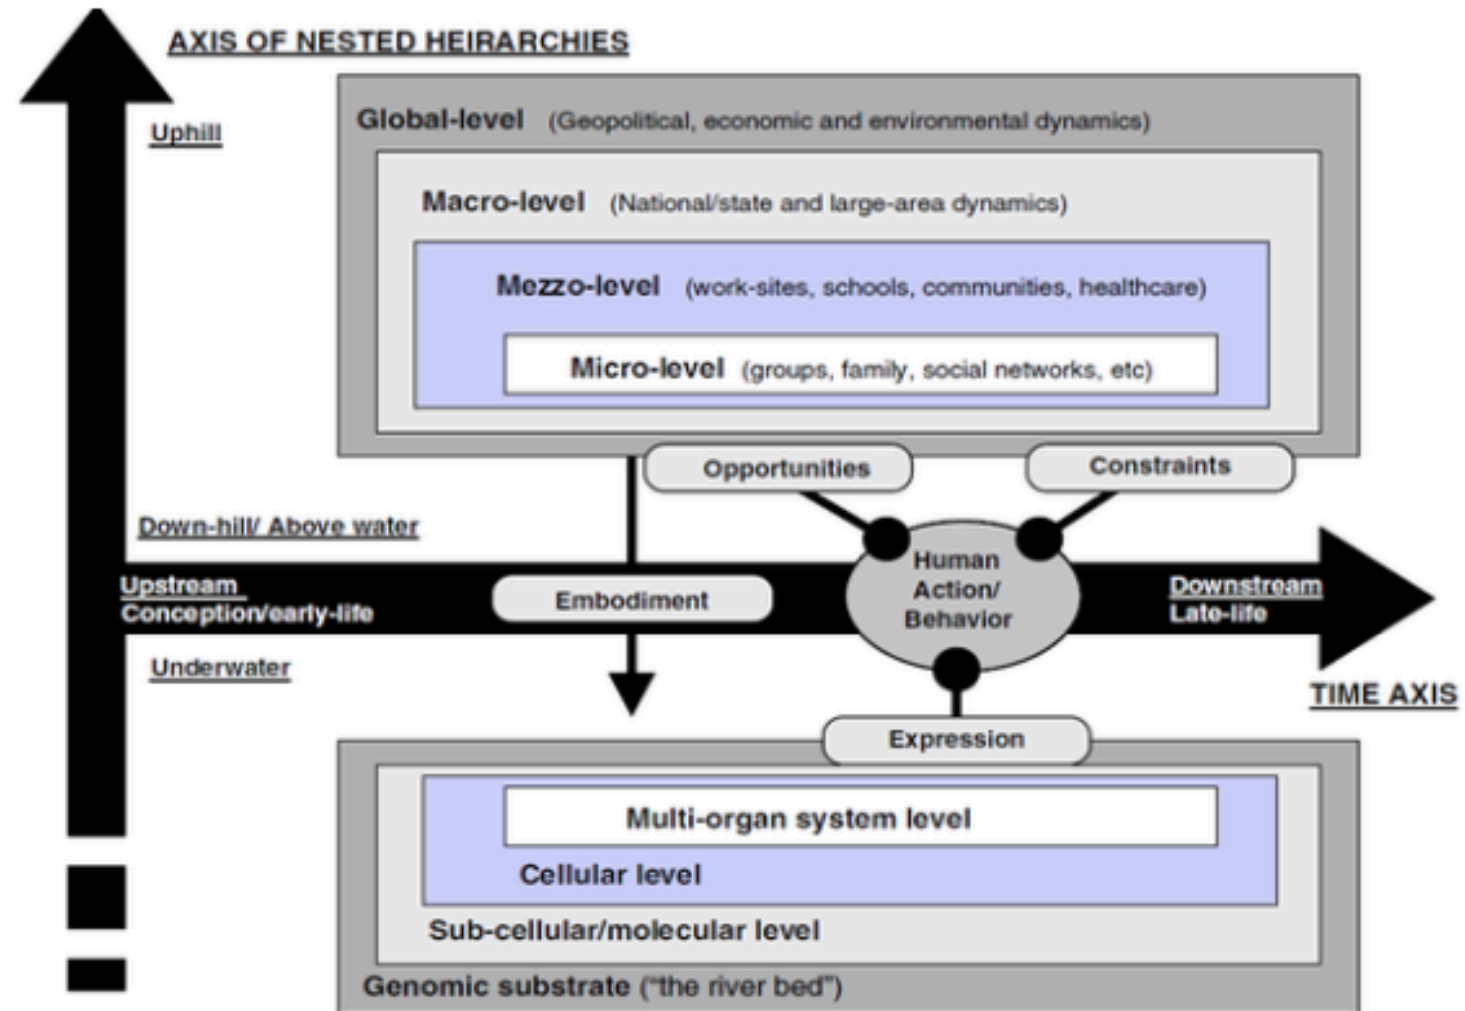 AXIS OF NESTED HEIRARCHIES
Uphill
Global-level (Geopolitical, economic and environmental dynamics)
Macro-level (National/state and large-area dynamics)
Mezzo-level (work-sites, schools, communities, healthcare)
Micro-level (groups, family, social networks, etc)
Opportunities
Constraints
Down-hill/ Above water
Upstream
Conception/early-life
Embodiment
Human
Action/
Behavior
Downstream
Late-life
Underwater
TIME AXIS
Expression
Multi-organ system level
Cellular level
Sub-cellular/molecular level
Genomic substrate (“the river bed”)